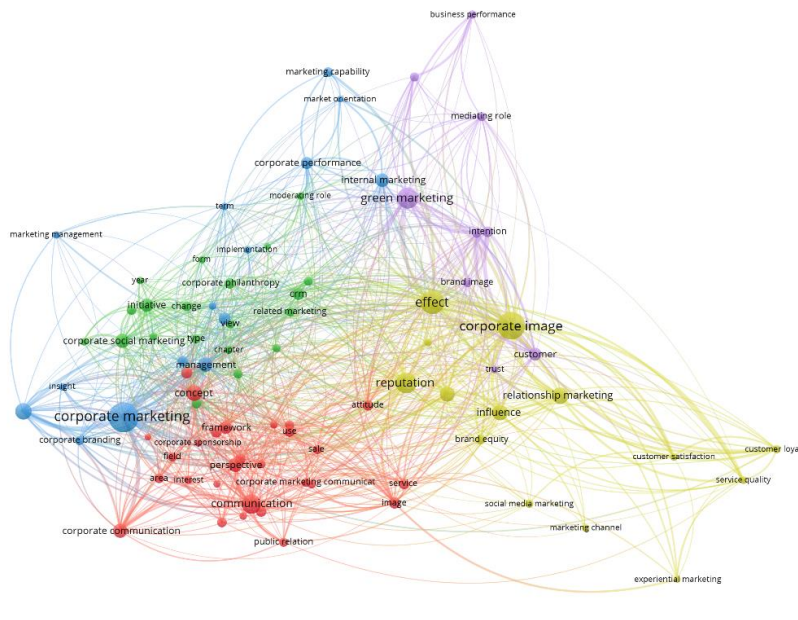 business performance
marketing capability
market orientation
mediating role
corporate performance
internal marketing
moderating role
green marketing
term
marketing management
intention
implementation
form
year
corporate philanthropy
brand image
crm
effect
initiative
change
related marketing
view
corporate image
corporate social marketing
type
chapter
customer
management
trust
insight
reputation
concept
relationship marketing
attitude
influence
corporate marketing
framework
use
corporate branding
corporate sponsorship
brand equity
sale
customer loya
field
customer satisfaction
perspective
area
interest
corporate marketing communicat
service
service quality
communication
image
social media marketing
corporate communication
marketing channel
public relation
experiential marketing